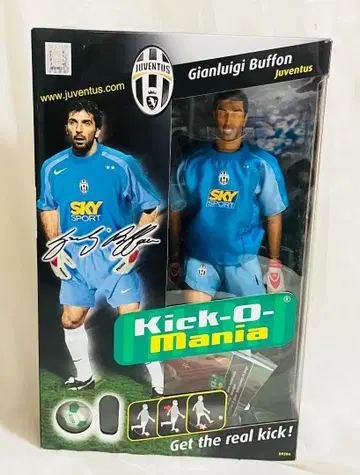 JUVENTUS
Gianluigi Buffon
Juventus
www.juventus.com
SKY
SPORT
SKY
SPORT
Kick-O-
Mania
®
Get the real kick!